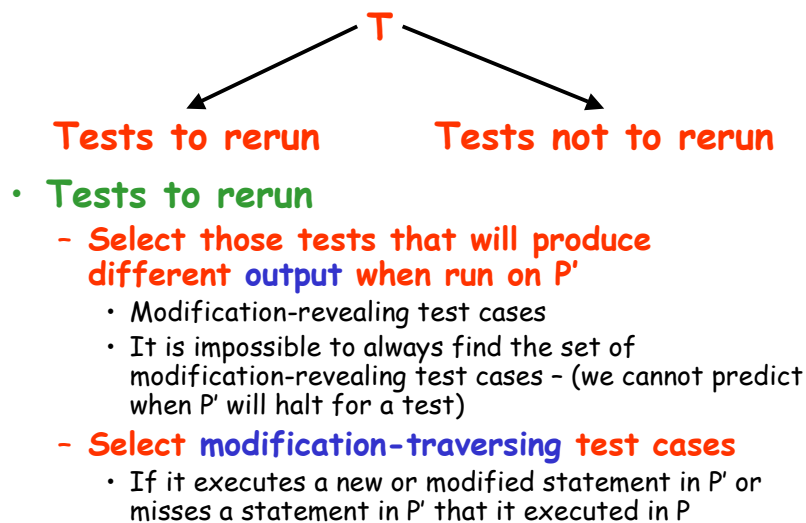 T
Tests to rerun Tests not to rerun
• Tests to rerun
– Select those tests that will produce
different output when run on P'
• Modification-revealing test cases
• It is impossible to always find the set of
modification-revealing test cases – (we cannot predict
when P' will halt for a test)
– Select modification-traversing test cases
• If it executes a new or modified statement in P' or
misses a statement in P' that it executed in P